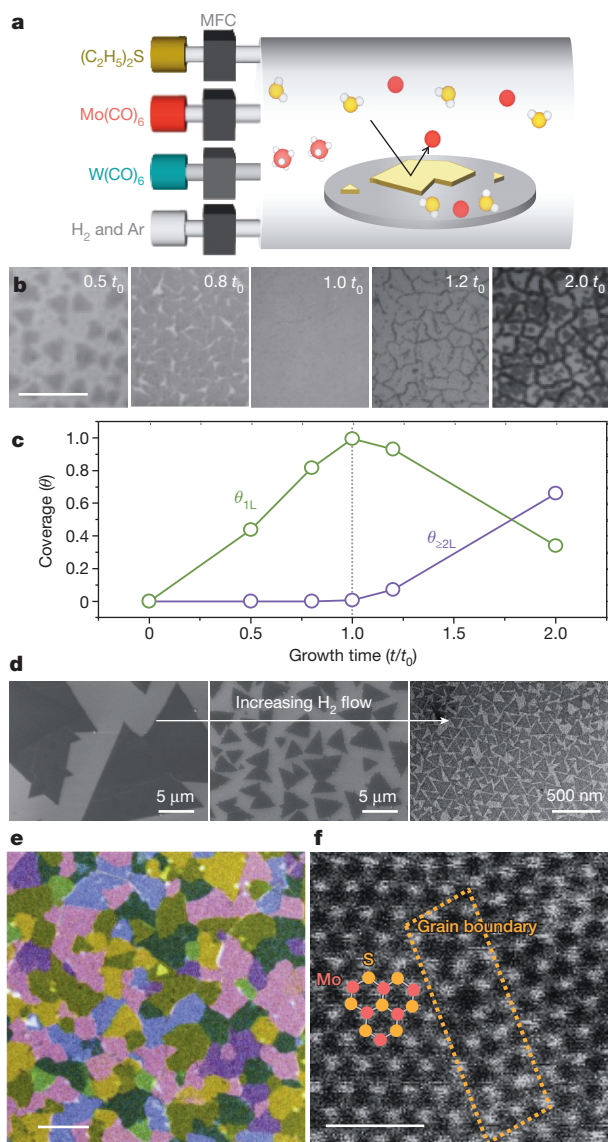 a
MFC
(C2H5)2S
Mo(CO)6
W(CO)6
H2 and Ar
b
0.5 t0
0.8 t0
1.0 t0
1.2 t0
2.0 t0
c
1.0
0.8
0.6
0.4
0.2
0
Coverage (θ)
θ1L
θ≥2L
0
0.5
1.0
1.5
2.0
Growth time (t/t0)
d
Increasing H2 flow
5 μm
5 μm
500 nm
e
f
Grain boundary
S
Mo